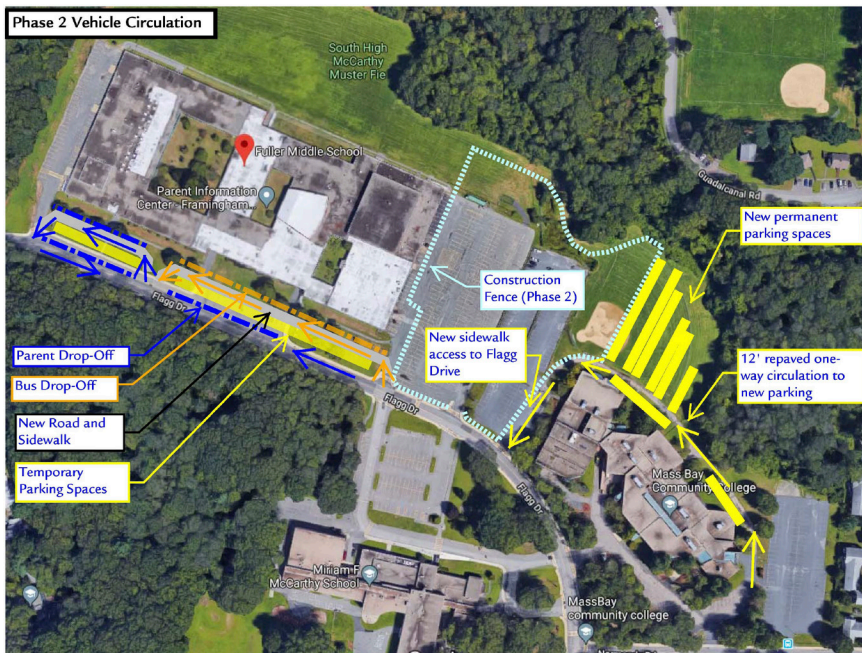 Phase 2 Vehicle Circulation
South High
McCarthy
Muster Fie
Fuller Middle School
Parent Information
Center - Framingham...
Guadalcanal Rd
New permanent
parking spaces
Construction
Fence (Phase 2)
New sidewalk
access to Flagg
Drive
12' repaved one-
way circulation to
new parking
Flagg Dr
Parent Drop-Off
Bus Drop-Off
New Road and
Sidewalk
Temporary
Parking Spaces
Flagg Dr
Flagg Dr
Mass Bay
Community College
Miriam F
McCarthy School
MassBay
community college